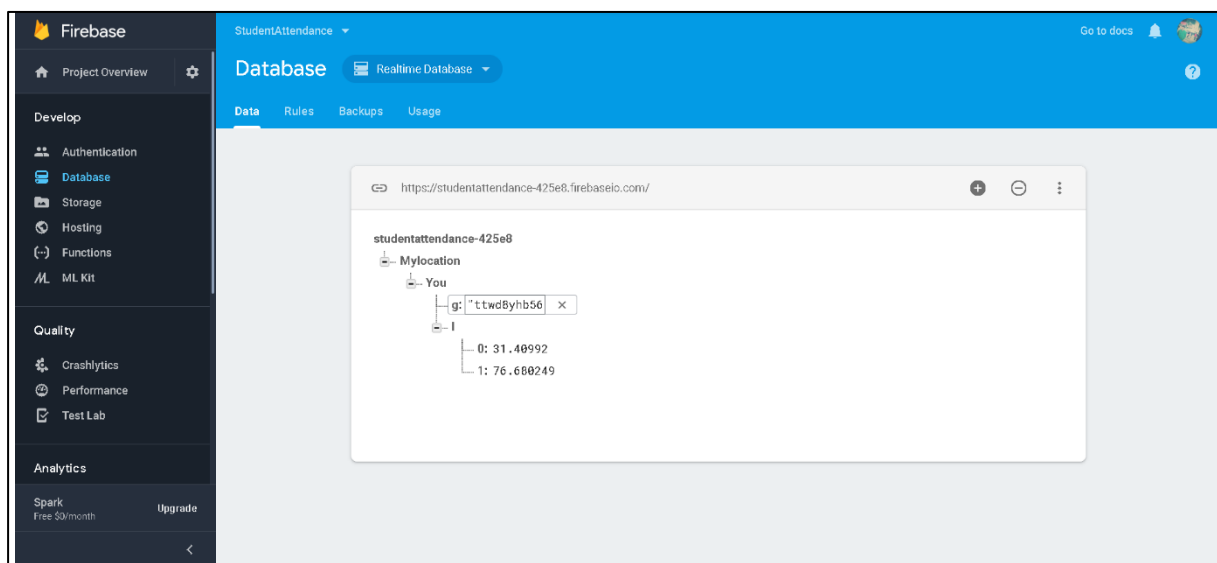 Firebase
StudentAttendance
Go to docs
Project Overview
Database
Realtime Database
Data Rules Backups Usage
Develop
Authentication
Database
Storage
Hosting
Functions
ML Kit
https://studentattendance-425e8.firebaseio.com/
studentattendance-425e8
Mylocation
You
g: "ttwd8yhb56
l
0: 31.40992
1: 76.680249
Quality
Crashlytics
Performance
Test Lab
Analytics
Spark
Free $0/month
Upgrade